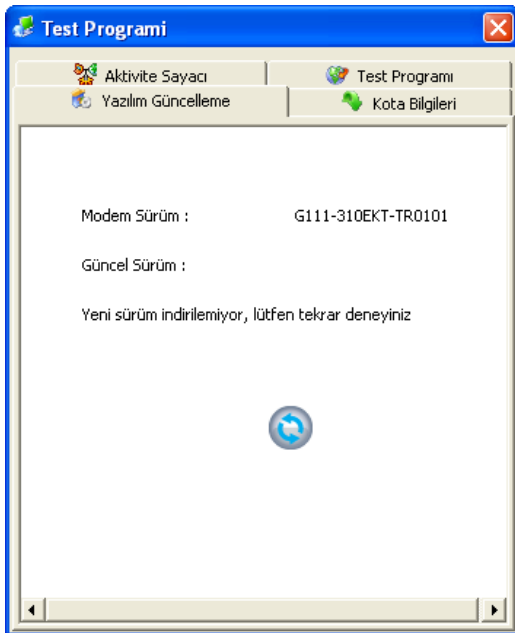 Test Programi
Aktivite Sayacı
Test Programı
Yazılım Güncelleme
Kota Bilgileri
Modem Sürüm : G111-310EKT-TR0101
Güncel Sürüm :
Yeni sürüm indirilemiyor, lütfen tekrar deneyiniz